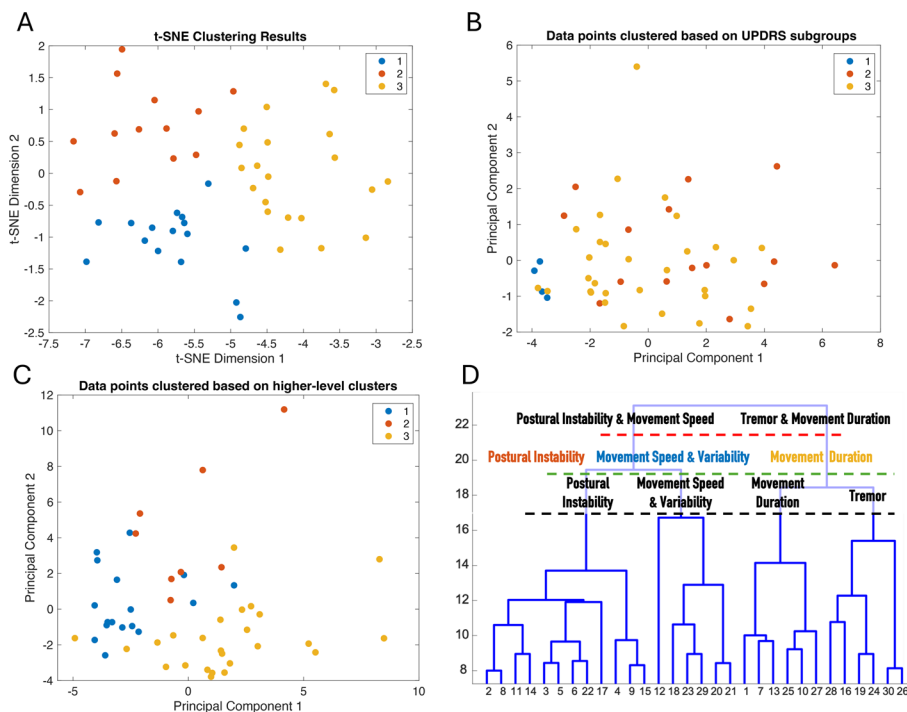 A
t-SNE Clustering Results
2
1.5
1
0.5
0
-0.5
-1
-1.5
-2
-2.5
-7.5 -7 -6.5 -6 -5.5 -5 -4.5 -4 -3.5 -3 -2.5
t-SNE Dimension 1
t-SNE Dimension 2
1
2
3
B
Data points clustered based on UPDRS subgroups
6
5
4
3
2
1
0
-1
-2
-4 -2 0 2 4 6 8
Principal Component 1
Principal Component 2
1
2
3
C
Data points clustered based on higher-level clusters
12
10
8
6
4
2
0
-2
-4
-5 0 5 10
Principal Component 1
Principal Component 2
1
2
3
D
22
20
18
16
14
12
10
8
Postural Instability & Movement Speed Tremor & Movement Duration
Postural Instability Movement Speed & Variability Movement Duration
Postural Instability
Movement Speed & Variability
Movement Duration
Tremor
2 8 11 14 3 5 6 22 17 4 9 15 12 18 23 29 20 21 1 7 13 25 10 27 28 16 19 24 30 26